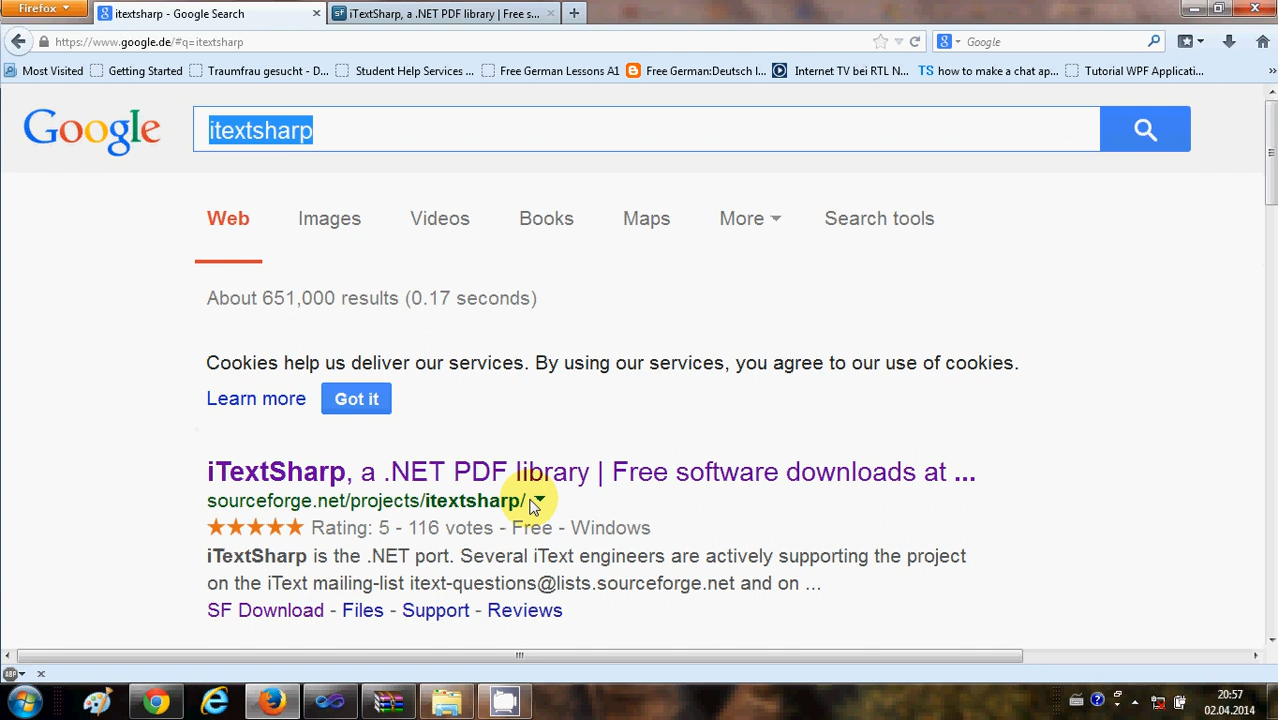 Firefox
itextsharp - Google Search
iTextSharp, a .NET PDF library | Free s...
https://www.google.de/#q=itextsharp
Google
Most Visited
Getting Started
Traumfrau gesucht - D...
Student Help Services ...
Free German Lessons A1
Free German:Deutsch l...
Internet TV bei RTL N...
TS how to make a chat ap...
Tutorial WPF Applicati...
Google
itextsharp
Web Images Videos Books Maps More Search tools
About 651,000 results (0.17 seconds)
Cookies help us deliver our services. By using our services, you agree to our use of cookies.
Learn more Got it
iTextSharp, a .NET PDF library | Free software downloads at ...
sourceforge.net/projects/itextsharp/
Rating: 5 - 116 votes - Free - Windows
iTextSharp is the .NET port. Several iText engineers are actively supporting the project
on the iText mailing-list itext-questions@lists.sourceforge.net and on ...
SF Download - Files - Support - Reviews
ABP
20:57
02.04.2014